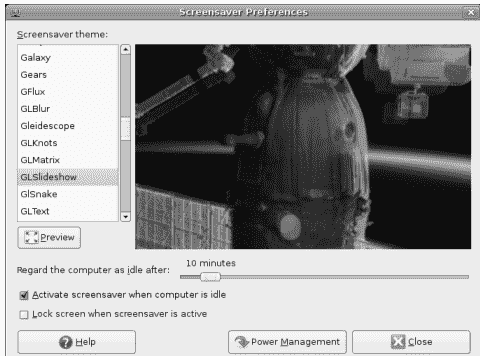 Screensaver Preferences
Screensaver theme:
Galaxy
Gears
GFlux
GLBlur
Gleidescope
GLKnots
GLMatrix
GLSlideshow
GlSnake
GLText
Preview
Regard the computer as idle after:
10 minutes
Activate screensaver when computer is idle
Lock screen when screensaver is active
Help
Power Management
Close